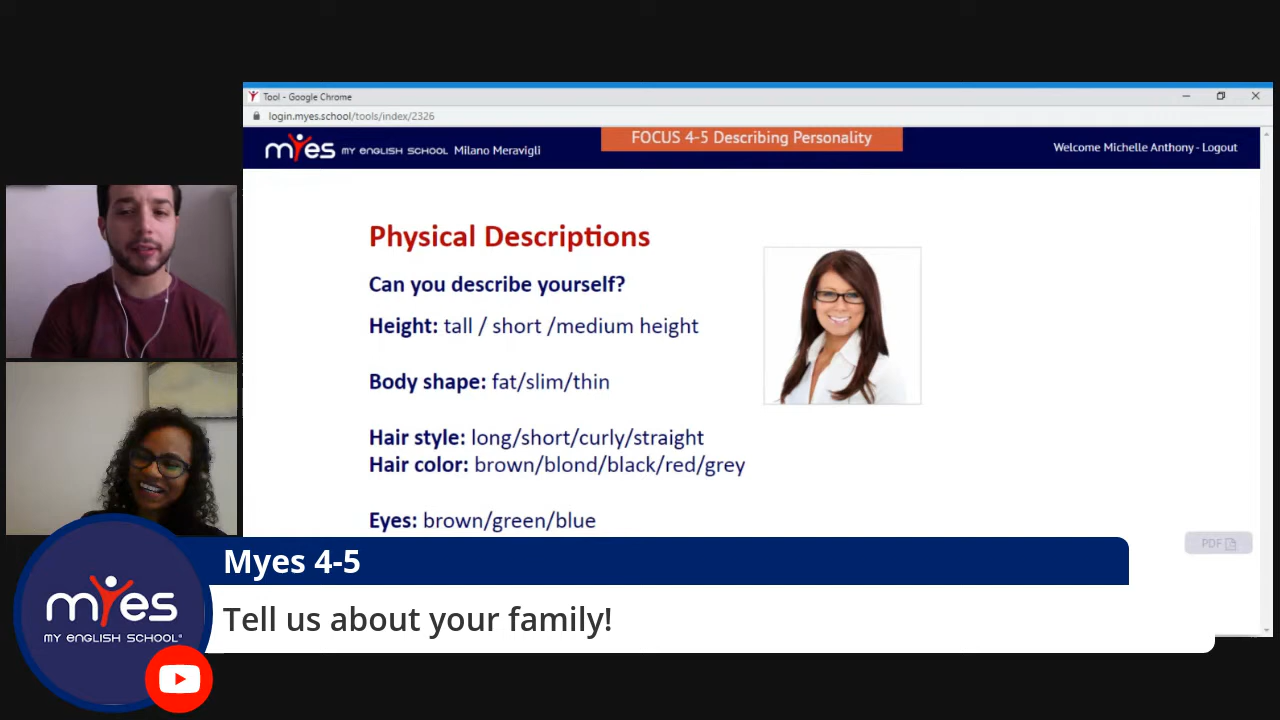 Tool - Google Chrome
login.myes.school/tools/index/2326
myes MY ENGLISH SCHOOL Milano Meravigli
FOCUS 4-5 Describing Personality
Welcome Michelle Anthony - Logout
Physical Descriptions
Can you describe yourself?
Height: tall / short /medium height
Body shape: fat/slim/thin
Hair style: long/short/curly/straight
Hair color: brown/blond/black/red/grey
Eyes: brown/green/blue
PDF
Myes 4-5
Tell us about your family!
myes
MY ENGLISH SCHOOL®